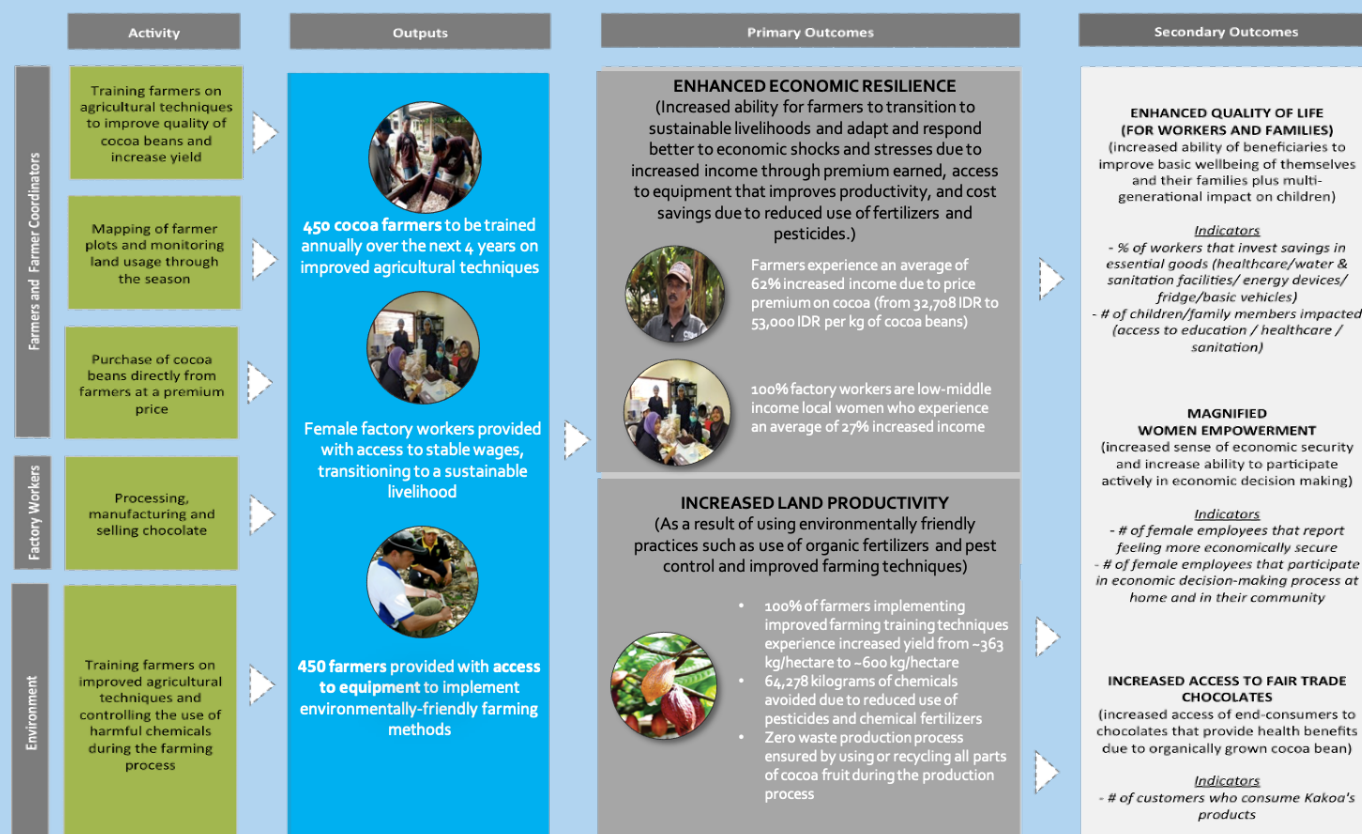 Activity
Outputs
Primary Outcomes
Secondary Outcomes
Farmers and Farmer Coordinators
Training farmers on
agricultural techniques
to improve quality of
cocoa beans and
increase yield
Mapping of farmer
plots and monitoring
land usage through
the season
Purchase of cocoa
beans directly from
farmers at a premium
price
Factory Workers
Processing,
manufacturing and
selling chocolate
Environment
Training farmers on
improved agricultural
techniques and
controlling the use of
harmful chemicals
during the farming
process
450 cocoa farmers to be trained
annually over the next 4 years on
improved agricultural techniques
Female factory workers provided
with access to stable wages,
transitioning to a sustainable
livelihood
450 farmers provided with access
to equipment to implement
environmentally-friendly farming
methods
ENHANCED ECONOMIC RESILIENCE
(Increased ability for farmers to transition to
sustainable livelihoods and adapt and respond
better to economic shocks and stresses due to
increased income through premium earned, access
to equipment that improves productivity, and cost
savings due to reduced use of fertilizers and
pesticides.)
Farmers experience an average of
62% increased income due to price
premium on cocoa (from 32,708 IDR to
53,000 IDR per kg of cocoa beans)
100% factory workers are low-middle
income local women who experience
an average of 27% increased income
INCREASED LAND PRODUCTIVITY
(As a result of using environmentally friendly
practices such as use of organic fertilizers and pest
control and improved farming techniques)
• 100% of farmers implementing
improved farming training techniques
experience increased yield from ~363
kg/hectare to ~600 kg/hectare
• 64,278 kilograms of chemicals
avoided due to reduced use of
pesticides and chemical fertilizers
• Zero waste production process
ensured by using or recycling all parts
of cocoa fruit during the production
process
ENHANCED QUALITY OF LIFE
(FOR WORKERS AND FAMILIES)
(increased ability of beneficiaries to
improve basic wellbeing of themselves
and their families plus multi-
generational impact on children)
Indicators
- % of workers that invest savings in
essential goods (healthcare/water &
sanitation facilities/ energy devices/
fridge/basic vehicles)
- # of children/family members impacted
(access to education / healthcare /
sanitation)
MAGNIFIED
WOMEN EMPOWERMENT
(increased sense of economic security
and increase ability to participate
actively in economic decision making)
Indicators
- # of female employees that report
feeling more economically secure
- # of female employees that participate
in economic decision-making process at
home and in their community
INCREASED ACCESS TO FAIR TRADE
CHOCOLATES
(increased access of end-consumers to
chocolates that provide health benefits
due to organically grown cocoa bean)
Indicators
- # of customers who consume Kakoa's
products